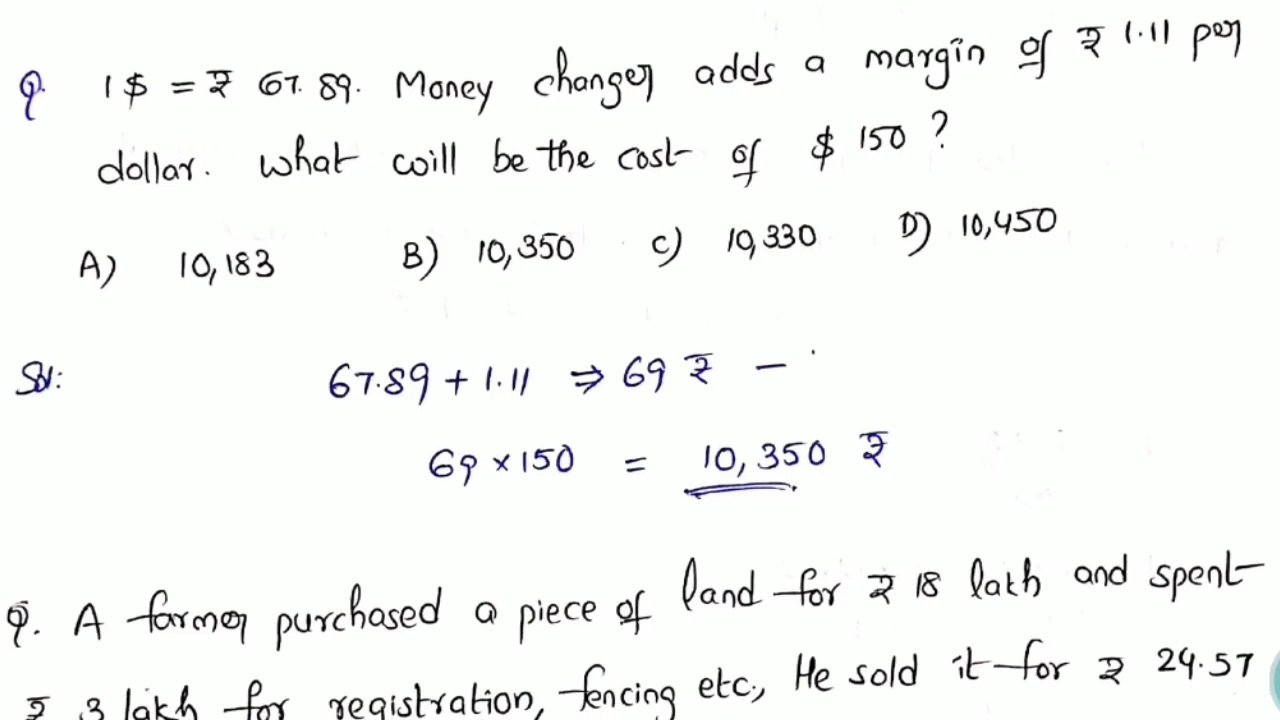 Q. 1$ = ₹ 67.89. Money changer adds a margin of ₹ 1.11 per
dollar. What will be the cost of $ 150 ?
A) 10,183 B) 10,350 C) 10,330 D) 10,450
Sol: 67.89 + 1.11 ⇒ 69 ₹ —
69 × 150 = 10,350 ₹
Q. A farmer purchased a piece of land for ₹ 18 lakh and spent
₹ 3 lakh for registration, fencing etc., He sold it for ₹ 24.57